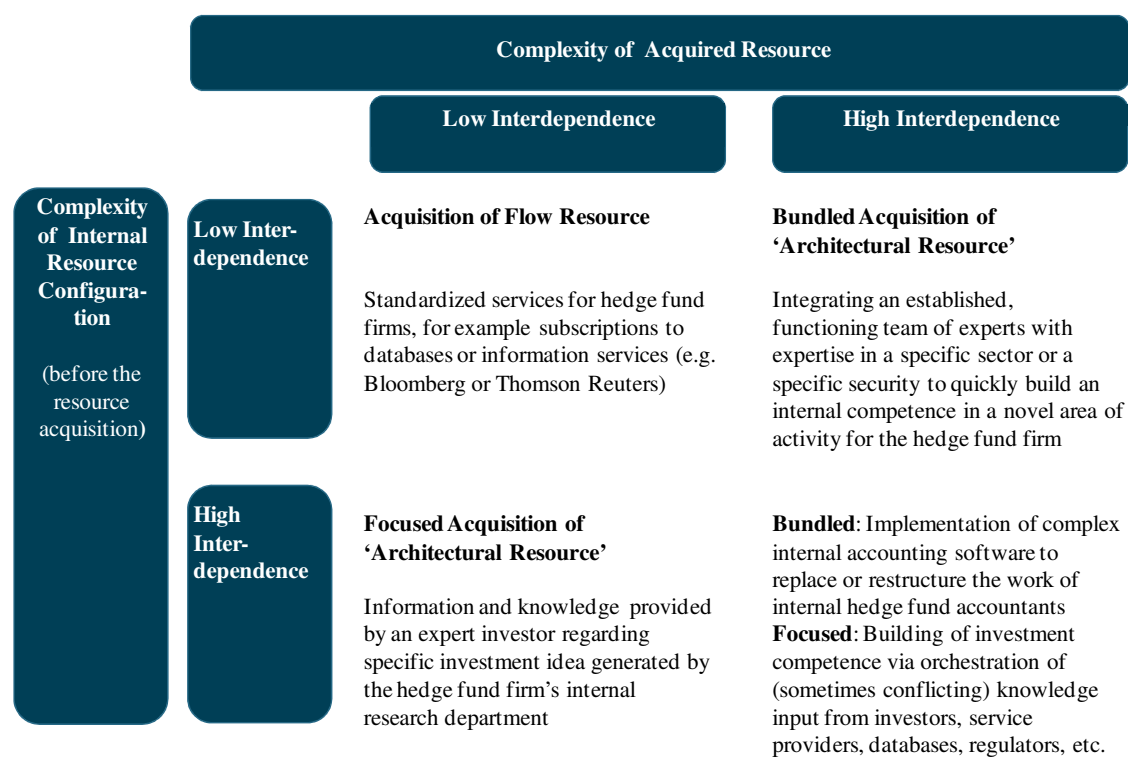 Complexity of Acquired Resource
Low Interdependence
High Interdependence
Complexity
of Internal
Resource
Configura-
tion
(before the
resource
acquisition)
Low Inter-
dependence
Acquisition of Flow Resource
Standardized services for hedge fund
firms, for example subscriptions to
databases or information services (e.g.
Bloomberg or Thomson Reuters)
Bundled Acquisition of
‘Architectural Resource’
Integrating an established,
functioning team of experts with
expertise in a specific sector or a
specific security to quickly build an
internal competence in a novel area of
activity for the hedge fund firm
High
Inter-
dependence
Focused Acquisition of
‘Architectural Resource’
Information and knowledge provided
by an expert investor regarding
specific investment idea generated by
the hedge fund firm’s internal
research department
Bundled: Implementation of complex
internal accounting software to
replace or restructure the work of
internal hedge fund accountants
Focused: Building of investment
competence via orchestration of
(sometimes conflicting) knowledge
input from investors, service
providers, databases, regulators, etc.